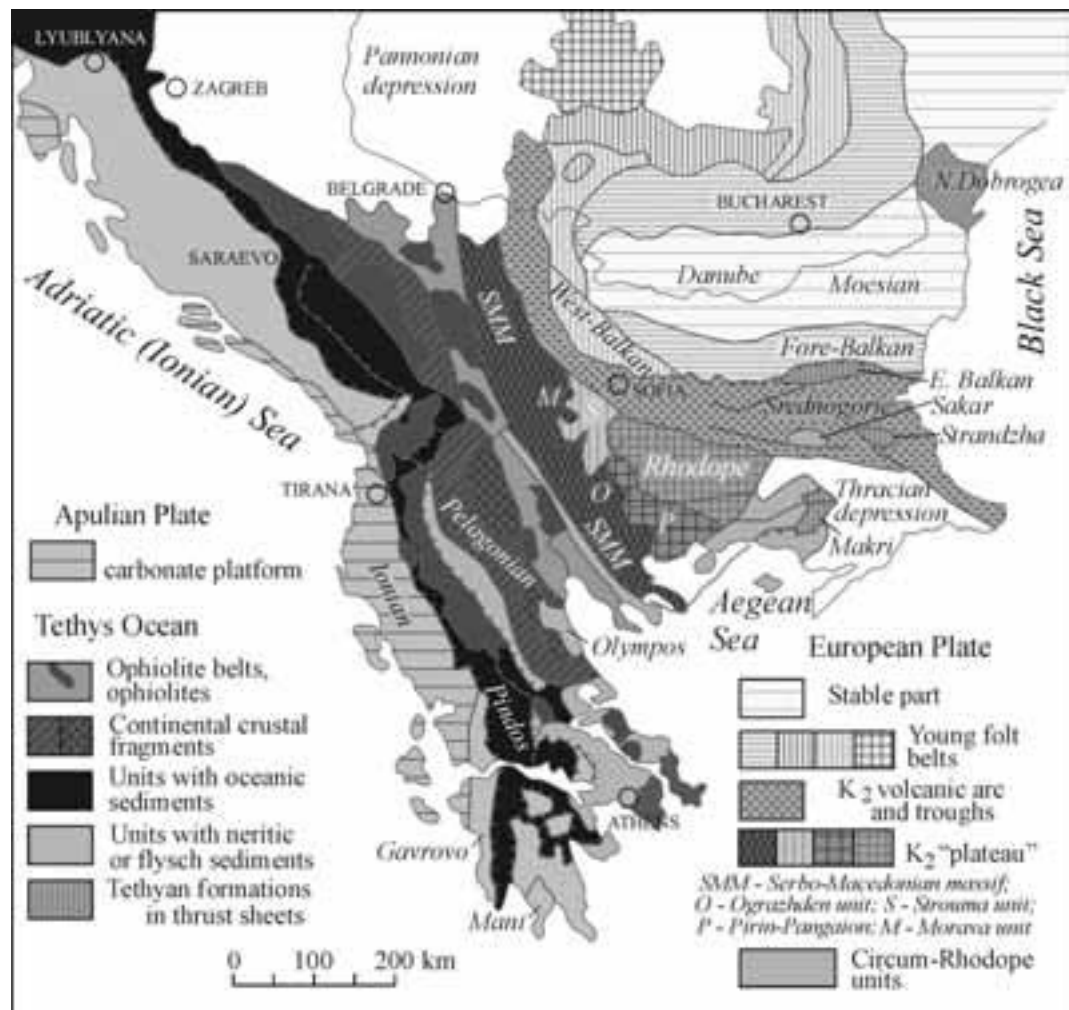 LYUBLYANA
ZAGREB
Pannonian
depression
BELGRADE
BUCHAREST
N.Dobrogea
SARAEVO
Danube
Moesian
Black Sea
SMM
West-Balkan
Fore-Balkan
Adriatic (Ionian) Sea
SOFIA
E. Balkan
M
S
Srednogorie
Sakar
Strandzha
Rhodope
TIRANA
O
Thracian
depression
P
SMM
Makri
Pelagonian
Ionian
Aegean
Sea
Olympos
Pindos
ATHENS
Gavrovo
Mani
Apulian Plate
carbonate platform
Tethys Ocean
Ophiolite belts,
ophiolites
Continental crustal
fragments
Units with oceanic
sediments
Units with neritic
or flysch sediments
Tethyan formations
in thrust sheets
0 100 200 km
European Plate
Stable part
Young folt
belts
K2 volcanic arc
and troughs
K2 "plateau"
SMM - Serbo-Macedonian massif;
O - Ograzhden unit; S - Strouma unit;
P - Pirin-Pangaion; M - Morava unit
Circum-Rhodope
units